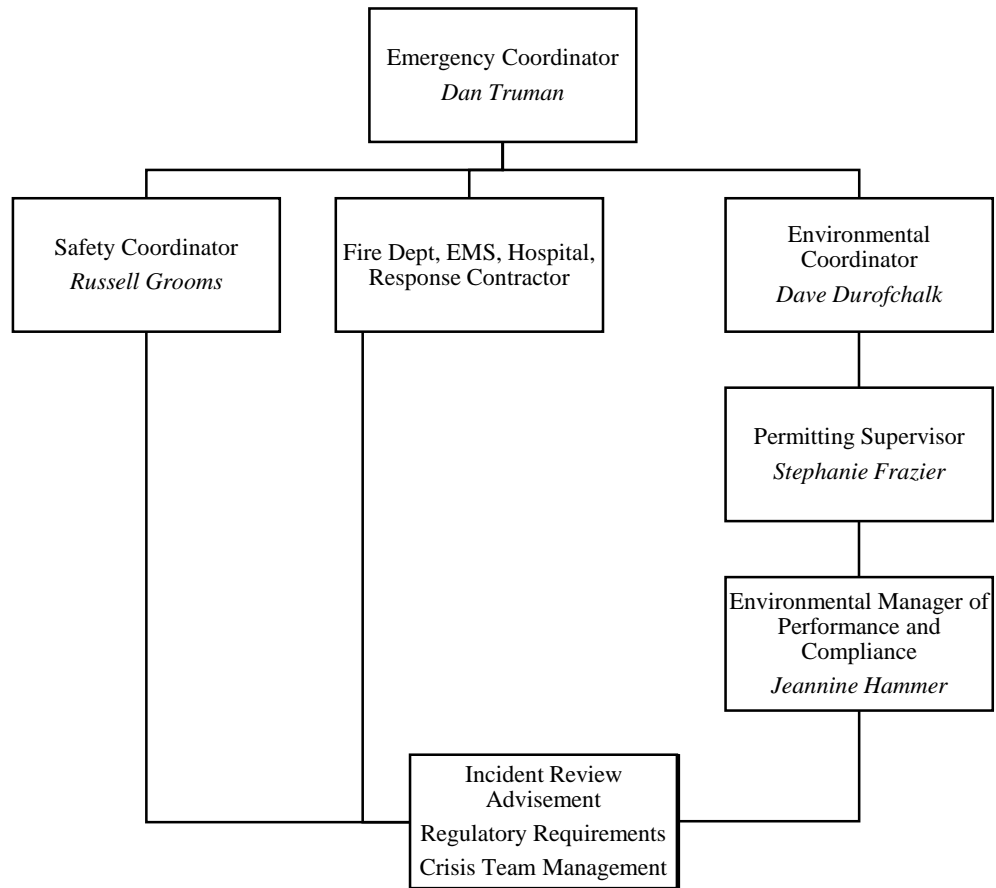 Emergency Coordinator
Dan Truman
Safety Coordinator
Russell Grooms
Fire Dept, EMS, Hospital,
Response Contractor
Environmental
Coordinator
Dave Durofchalk
Permitting Supervisor
Stephanie Frazier
Environmental Manager of
Performance and
Compliance
Jeannine Hammer
Incident Review
Advisement
Regulatory Requirements
Crisis Team Management